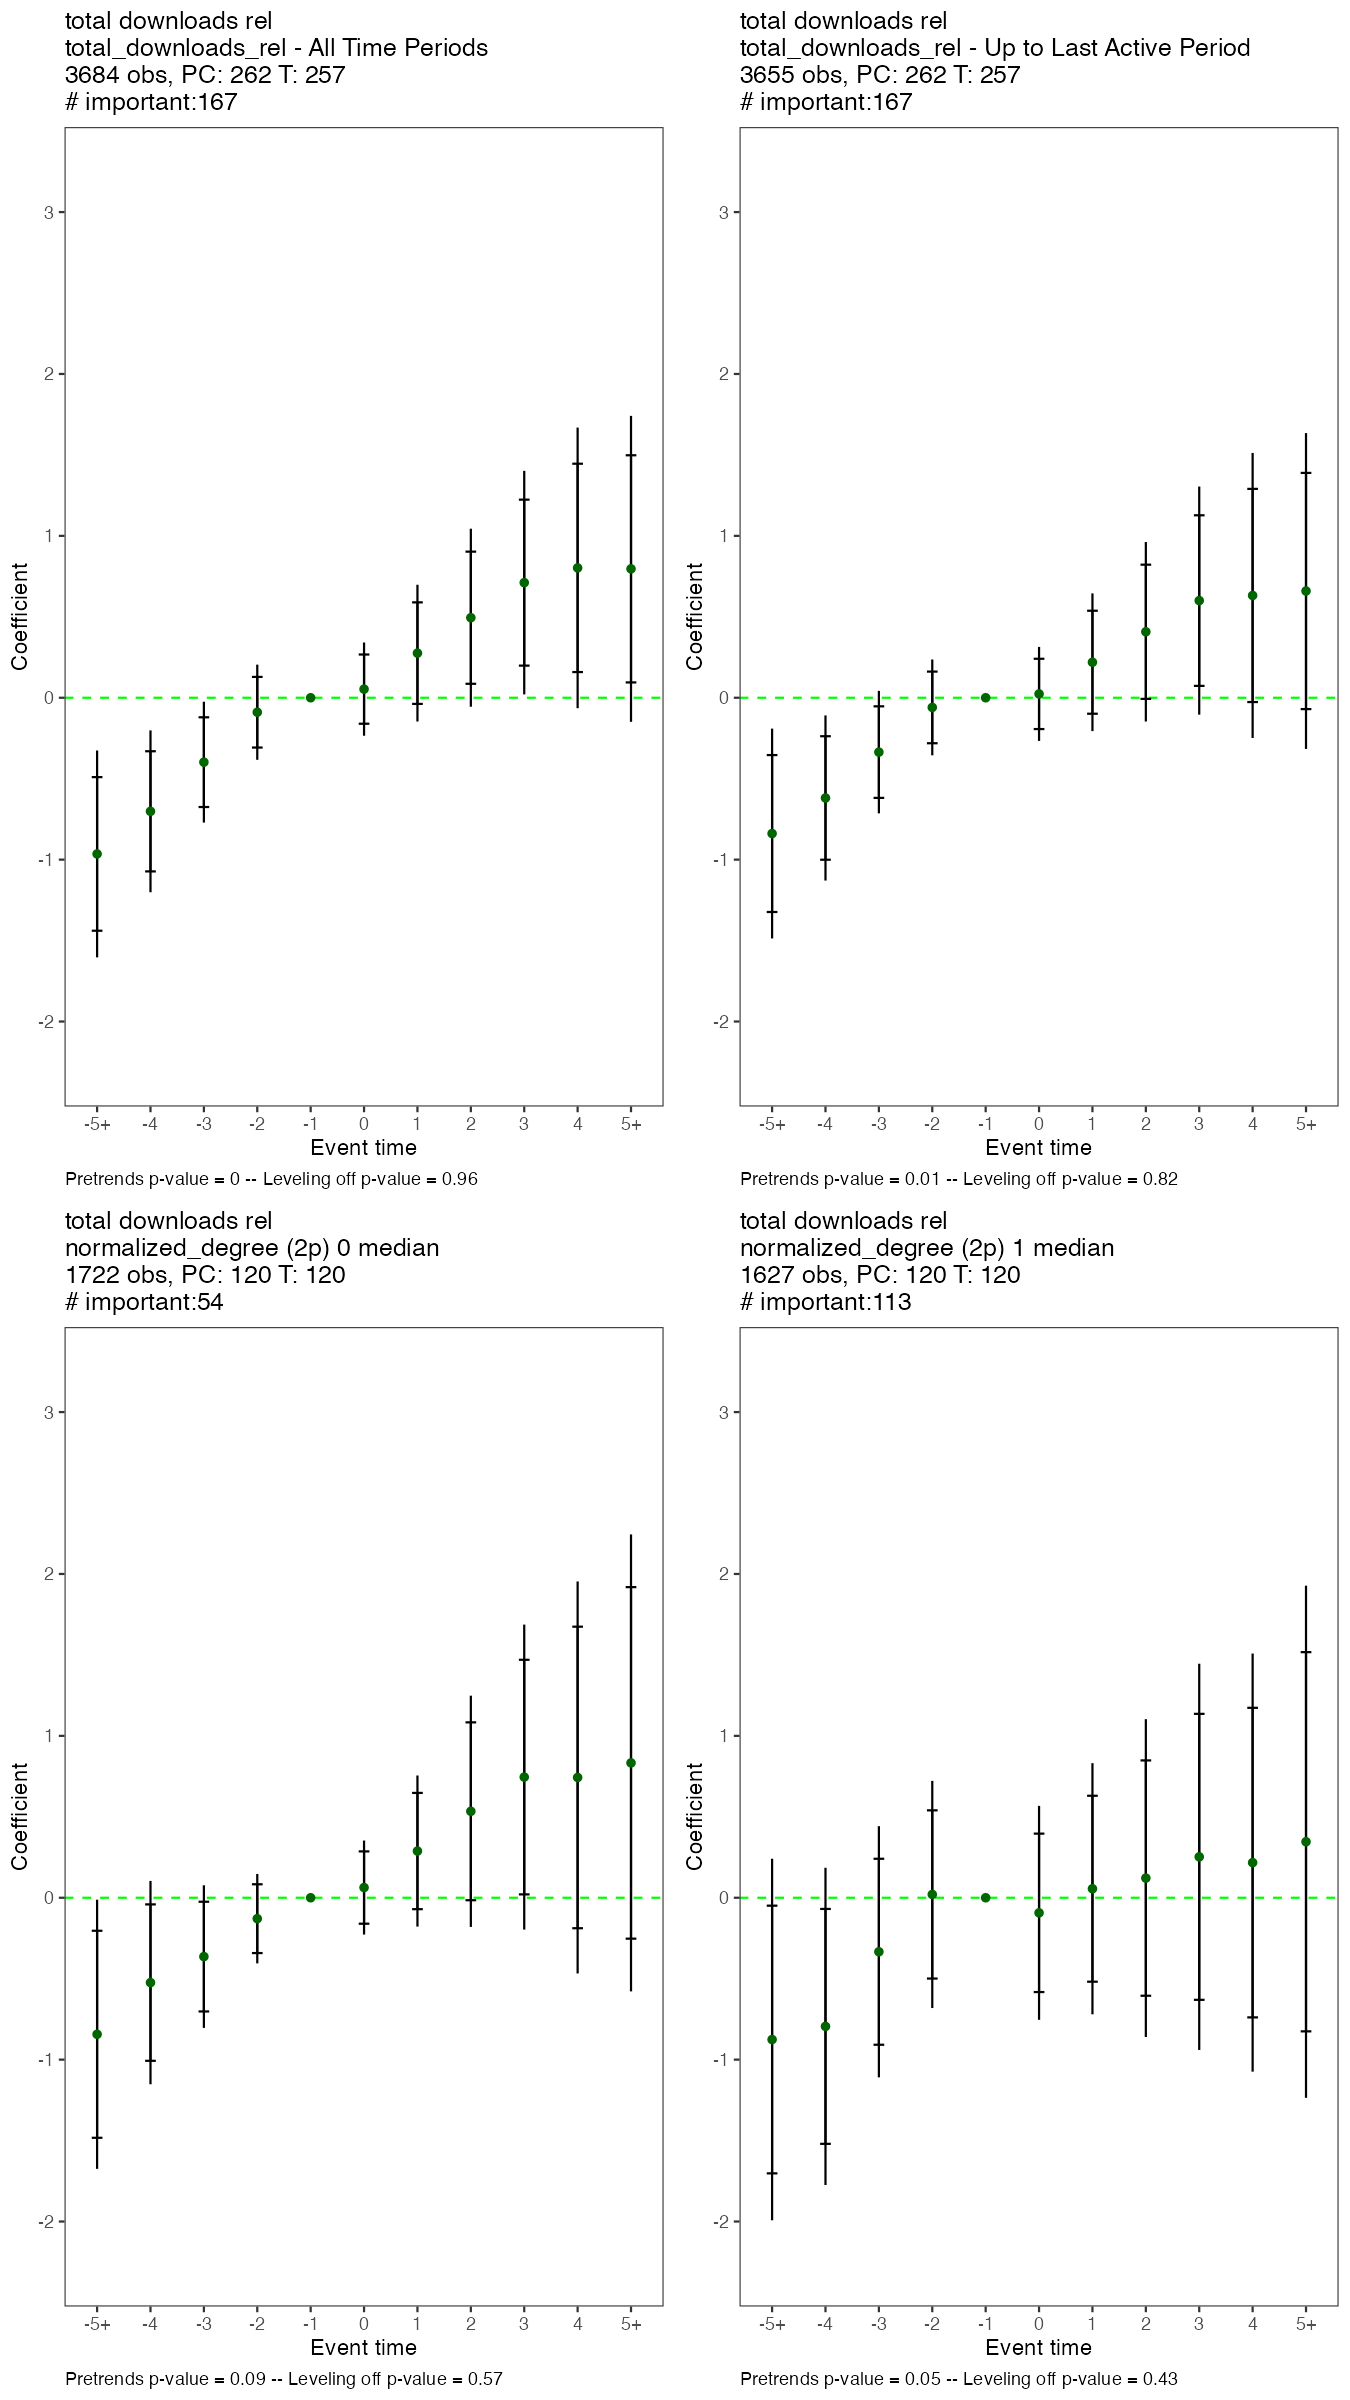 total downloads rel
total_downloads_rel - All Time Periods
3684 obs, PC: 262 T: 257
# important:167
3
2
1
0
-1
-2
Coefficient
-5+ -4 -3 -2 -1 0 1 2 3 4 5+
Event time
Pretrends p-value = 0 -- Leveling off p-value = 0.96
total downloads rel
total_downloads_rel - Up to Last Active Period
3655 obs, PC: 262 T: 257
# important:167
3
2
1
0
-1
-2
Coefficient
-5+ -4 -3 -2 -1 0 1 2 3 4 5+
Event time
Pretrends p-value = 0.01 -- Leveling off p-value = 0.82
total downloads rel
normalized_degree (2p) 0 median
1722 obs, PC: 120 T: 120
# important:54
3
2
1
0
-1
-2
Coefficient
-5+ -4 -3 -2 -1 0 1 2 3 4 5+
Event time
Pretrends p-value = 0.09 -- Leveling off p-value = 0.57
total downloads rel
normalized_degree (2p) 1 median
1627 obs, PC: 120 T: 120
# important:113
3
2
1
0
-1
-2
Coefficient
-5+ -4 -3 -2 -1 0 1 2 3 4 5+
Event time
Pretrends p-value = 0.05 -- Leveling off p-value = 0.43